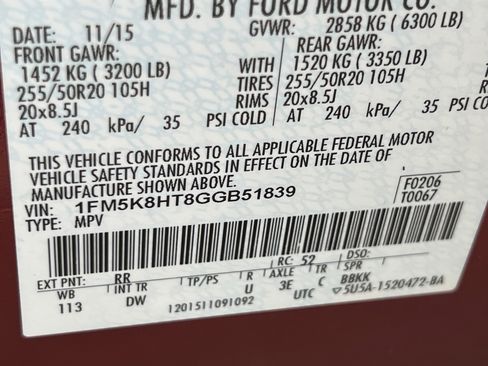 MFD. BY FORD MOTOR CO.
DATE: 11/15 GVWR: 2858 KG ( 6300 LB)
FRONT GAWR: REAR GAWR:
1452 KG ( 3200 LB) WITH 1520 KG ( 3350 LB)
255/50R20 105H TIRES 255/50R20 105H
20x8.5J RIMS 20x8.5J
AT 240 kPa/ 35 PSI COLD AT 240 kPa/ 35 PSI COLD
THIS VEHICLE CONFORMS TO ALL APPLICABLE FEDERAL MOTOR
VEHICLE SAFETY STANDARDS IN EFFECT ON THE DATE OF
MANUFACTURE SHOWN ABOVE.
VIN: 1FM5K8HT8GGB51839 F0206
TYPE: MPV T0067
EXT PNT: RR RC: 52 DSO:
WB INT TR TP/PS AXLE TR SPR BBKK
113 DW U 3E C
1201511091092 UTC 5U5A-1520472-BA